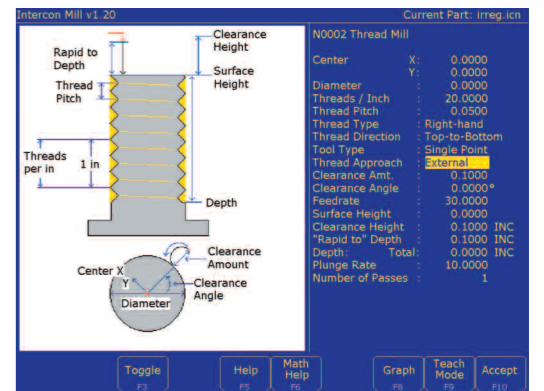 Intercon Mill v1.20
Current Part: irreg.icn
Clearance
Height
Rapid to
Depth
Surface
Height
Thread
Pitch
Threads
per in
1 in
Depth
Clearance
Amount
Center X
Y
Clearance
Angle
Diameter
N0002 Thread Mill
Center X: 0.0000
Y: 0.0000
Diameter : 0.0000
Threads / Inch : 20.0000
Thread Pitch : 0.0500
Thread Type : Right-hand
Thread Direction : Top-to-Bottom
Tool Type : Single Point
Thread Approach : External
Clearance Amt. : 0.1000
Clearance Angle : 0.0000°
Feedrate : 30.0000
Surface Height : 0.0000
Clearance Height : 0.1000 INC
"Rapid to" Depth : 0.1000 INC
Depth: Total: 0.0000 INC
Plunge Rate : 10.0000
Number of Passes : 1
Toggle
F3
Help
F5
Math
Help
F6
Graph
F8
Teach
Mode
F9
Accept
F10